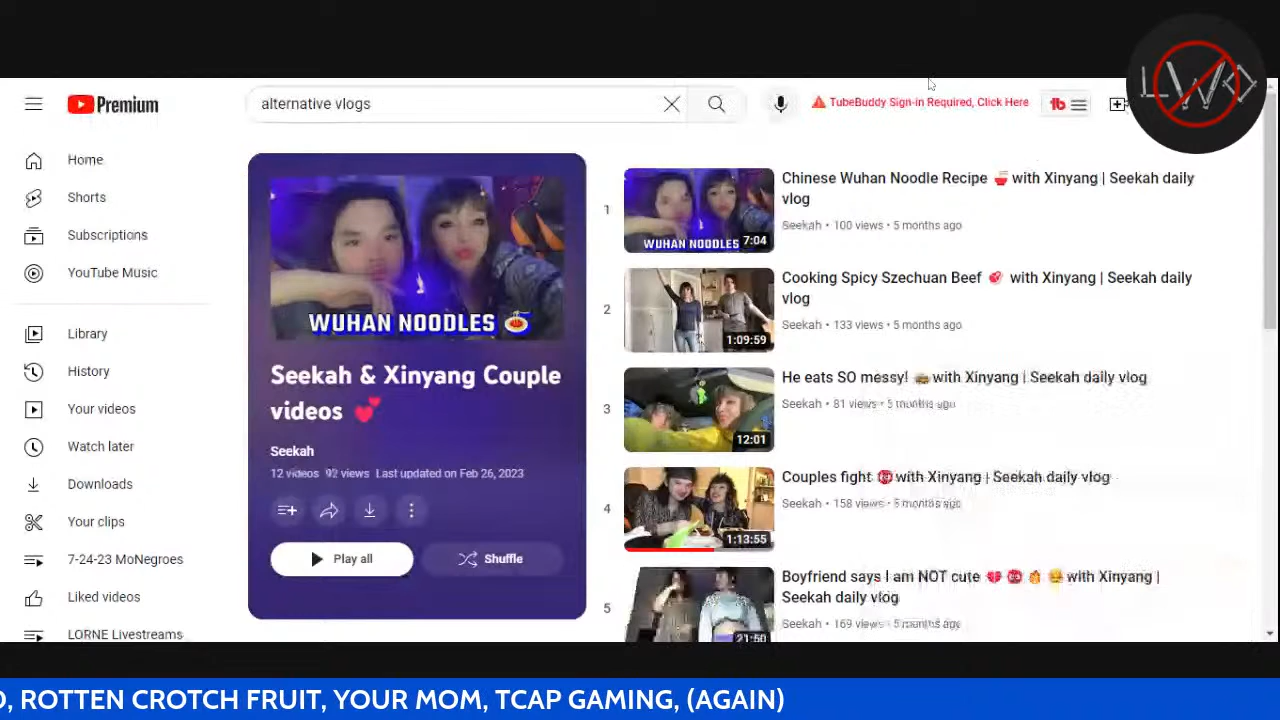 LWO
Premium
alternative vlogs
TubeBuddy Sign-in Required, Click Here
tb
Home
Shorts
Subscriptions
YouTube Music
Library
History
Your videos
Watch later
Downloads
Your clips
7-24-23 MoNegroes
Liked videos
LORNE Livestreams
WUHAN NOODLES
Seekah & Xinyang Couple
videos
Seekah
12 videos 92 views Last updated on Feb 26, 2023
Play all
Shuffle
1
WUHAN NOODLES
7:04
Chinese Wuhan Noodle Recipe 🍜 with Xinyang | Seekah daily
vlog
Seekah • 100 views • 5 months ago
2
1:09:59
Cooking Spicy Szechuan Beef 🥩 with Xinyang | Seekah daily
vlog
Seekah • 133 views • 5 months ago
3
12:01
He eats SO messy! with Xinyang | Seekah daily vlog
Seekah • 81 views • 5 months ago
4
1:13:55
Couples fight with Xinyang | Seekah daily vlog
Seekah • 158 views • 5 months ago
5
21:50
Boyfriend says I am NOT cute 💔 with Xinyang |
Seekah daily vlog
Seekah • 169 views • 5 months ago
, ROTTEN CROTCH FRUIT, YOUR MOM, TCAP GAMING, (AGAIN)